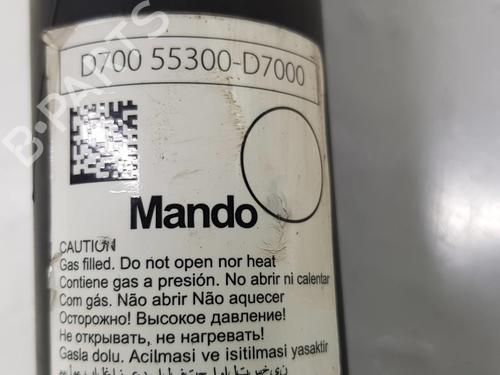 D700 55300-D7000
B-PARTS
Mando
CAUTION
Gas filled. Do not open nor heat
Contiene gas a presión. No abrir ni calentar
Com gás. Não abrir Não aquecer
Осторожно! Высокое давление!
Не открывать, не нагревать!
Gasla dolu. Acilmasi ve isitilmasi yasaktir